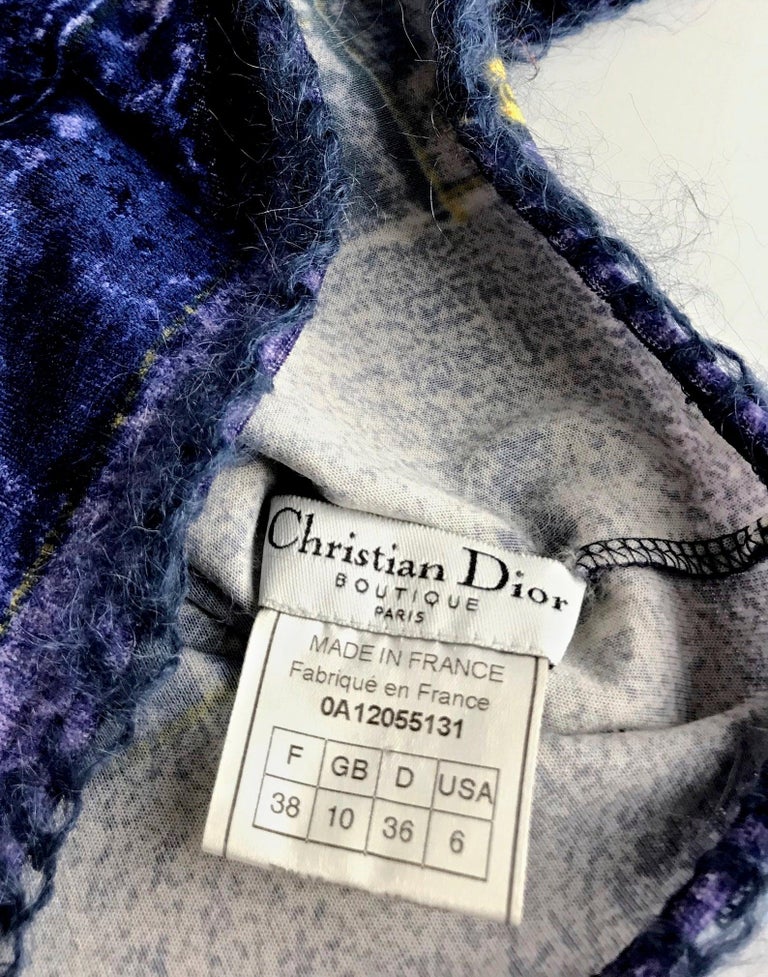 Christian Dior
BOUTIQUE
PARIS
MADE IN FRANCE
Fabriqué en France
0A12055131
F GB D USA
38 10 36 6